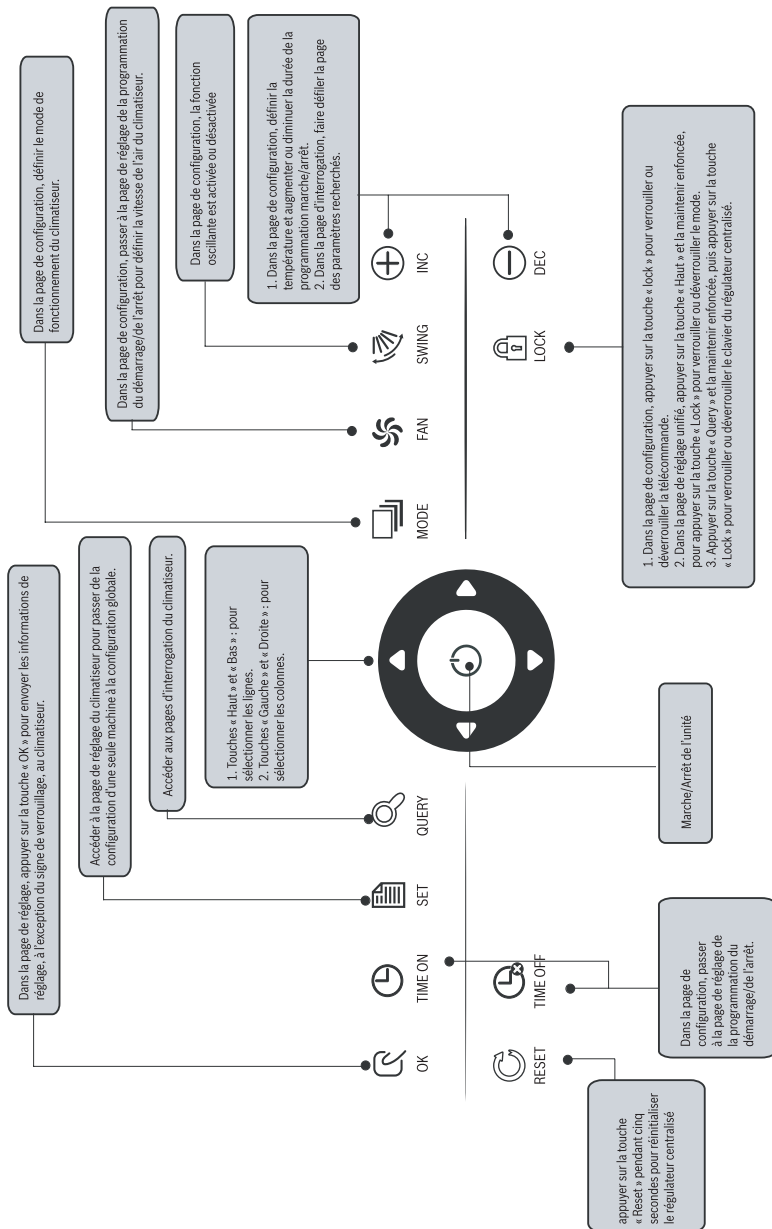 Dans la page de réglage, appuyer sur la touche « OK » pour envoyer les informations de
réglage, à l'exception du signe de verrouillage, au climatiseur.
Accéder à la page de réglage du climatiseur pour passer de la
configuration d'une seule machine à la configuration globale.
Accéder aux pages d'interrogation du climatiseur.
1. Touches « Haut » et « Bas » : pour
sélectionner les lignes.
2. Touches « Gauche » et « Droite » : pour
sélectionner les colonnes.
Dans la page de configuration, définir le mode de
fonctionnement du climatiseur.
Dans la page de configuration, passer à la page de réglage de la programmation
du démarrage/de l'arrêt pour définir la vitesse de l'air du climatiseur.
Dans la page de configuration, la fonction
oscillante est activée ou désactivée
1. Dans la page de configuration, définir la
température et augmenter ou diminuer la durée de la
programmation marche/arrêt.
2. Dans la page d'interrogation, faire défiler la page
des paramètres recherchés.
OK
TIME ON
SET
QUERY
MODE
FAN
SWING
INC
RESET
TIME OFF
LOCK
DEC
appuyer sur la touche
« Reset » pendant cinq
secondes pour réinitialiser
le régulateur centralisé
Dans la page de
configuration, passer
à la page de réglage de
la programmation du
démarrage/de l'arrêt.
Marche/Arrêt de l'unité
1. Dans la page de configuration, appuyer sur la touche « lock » pour verrouiller ou
déverrouiller la télécommande.
2. Dans la page de réglage unifié, appuyer sur la touche « Haut » et la maintenir enfoncée,
pour appuyer sur la touche « Lock » pour verrouiller ou déverrouiller le mode.
3. Appuyer sur la touche « Query » et la maintenir enfoncée, puis appuyer sur la touche
« Lock » pour verrouiller ou déverrouiller le clavier du régulateur centralisé.